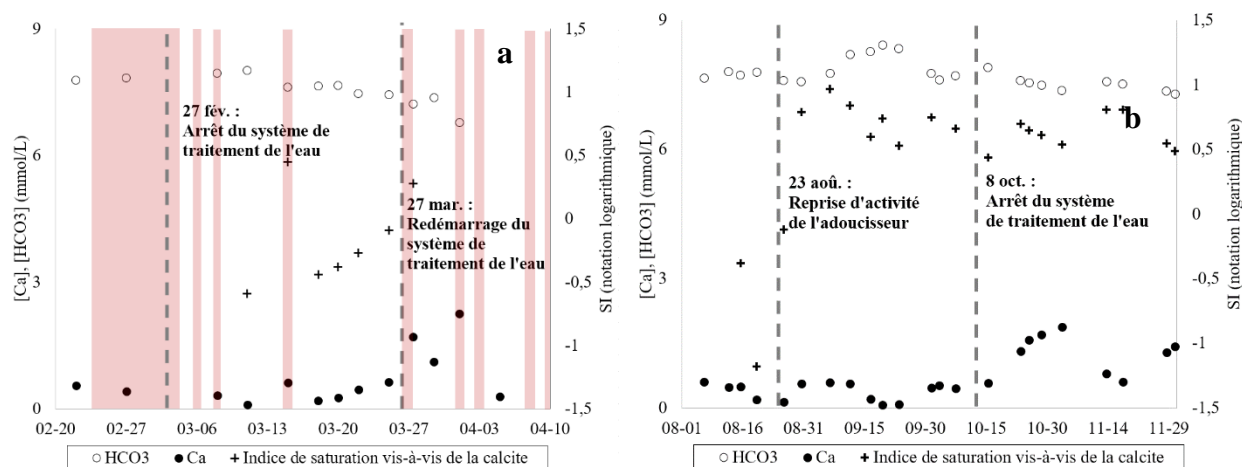 a
[Ca], [HCO3] (mmol/L)
9
6
3
0
1,5
1
0,5
0
-0,5
-1
-1,5
SI (notation logarithmique)
27 fév. :
Arrêt du système de
traitement de l'eau
27 mar. :
Redémarrage du
système de
traitement de l'eau
02-20 02-27 03-06 03-13 03-20 03-27 04-03 04-10
HCO3 Ca Indice de saturation vis-à-vis de la calcite
b
[Ca], [HCO3] (mmol/L)
9
6
3
0
1,5
1
0,5
0
-0,5
-1
-1,5
SI (notation logarithmique)
23 aoû. :
Reprise d'activité
de l'adoucisseur
8 oct. :
Arrêt du système
de traitement de l'eau
08-01 08-16 08-31 09-15 09-30 10-15 10-30 11-14 11-29
HCO3 Ca Indice de saturation vis-à-vis de la calcite